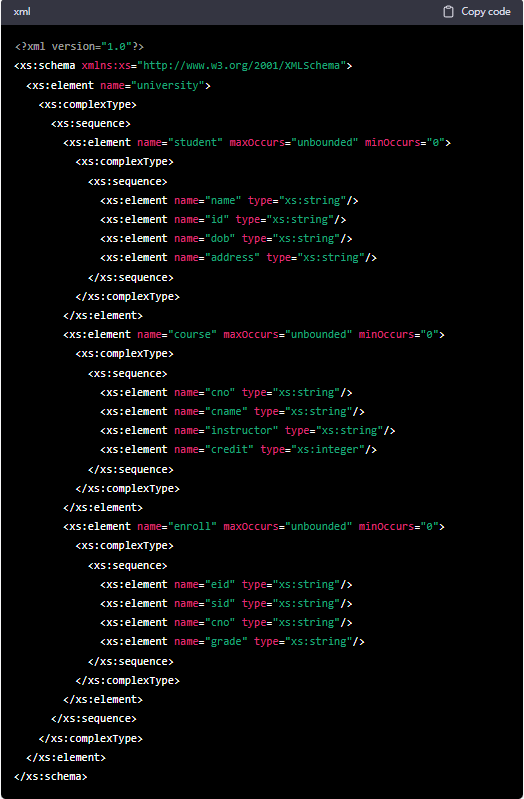 xml Copy code
<?xml version="1.0"?>
<xs:schema xmlns:xs="http://www.w3.org/2001/XMLSchema">
  <xs:element name="university">
    <xs:complexType>
      <xs:sequence>
        <xs:element name="student" maxOccurs="unbounded" minOccurs="0">
          <xs:complexType>
            <xs:sequence>
              <xs:element name="name" type="xs:string"/>
              <xs:element name="id" type="xs:string"/>
              <xs:element name="dob" type="xs:string"/>
              <xs:element name="address" type="xs:string"/>
            </xs:sequence>
          </xs:complexType>
        </xs:element>
        <xs:element name="course" maxOccurs="unbounded" minOccurs="0">
          <xs:complexType>
            <xs:sequence>
              <xs:element name="cno" type="xs:string"/>
              <xs:element name="cname" type="xs:string"/>
              <xs:element name="instructor" type="xs:string"/>
              <xs:element name="credit" type="xs:integer"/>
            </xs:sequence>
          </xs:complexType>
        </xs:element>
        <xs:element name="enroll" maxOccurs="unbounded" minOccurs="0">
          <xs:complexType>
            <xs:sequence>
              <xs:element name="eid" type="xs:string"/>
              <xs:element name="sid" type="xs:string"/>
              <xs:element name="cno" type="xs:string"/>
              <xs:element name="grade" type="xs:string"/>
            </xs:sequence>
          </xs:complexType>
        </xs:element>
      </xs:sequence>
    </xs:complexType>
  </xs:element>
</xs:schema>